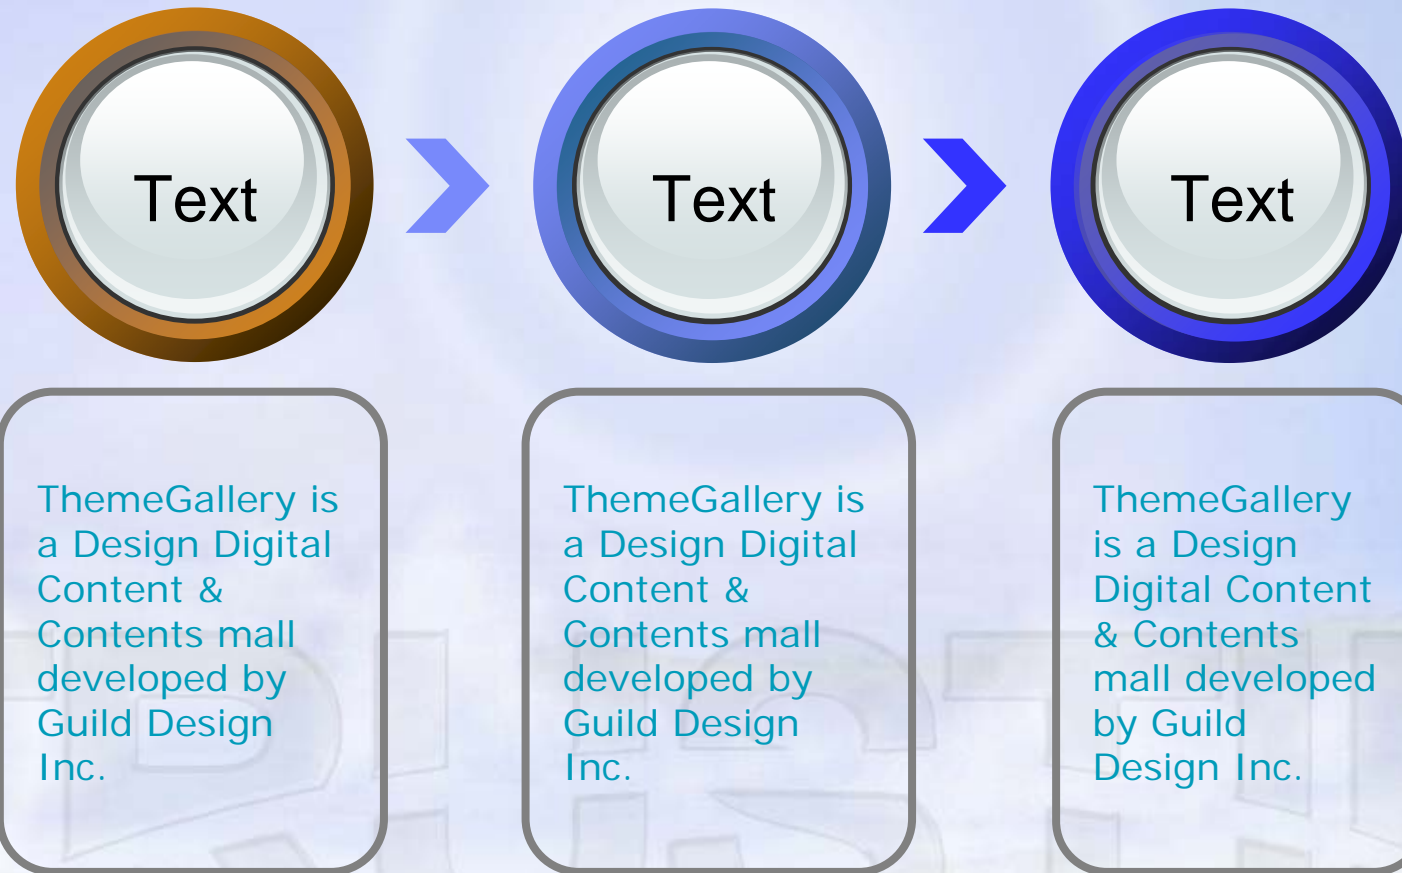 Text
Text
Text
ThemeGallery is
a Design Digital
Content &
Contents mall
developed by
Guild Design
Inc.
ThemeGallery is
a Design Digital
Content &
Contents mall
developed by
Guild Design
Inc.
ThemeGallery
is a Design
Digital Content
& Contents
mall developed
by Guild
Design Inc.